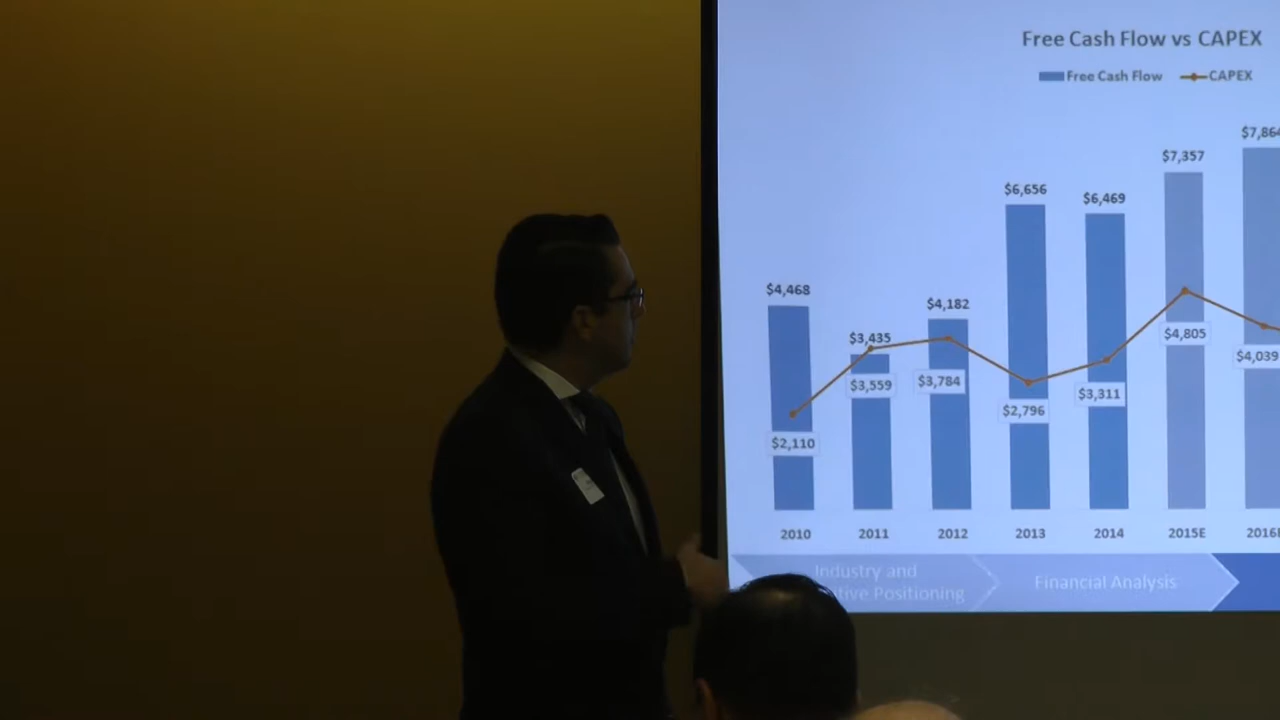 Free Cash Flow vs CAPEX
Free Cash Flow CAPEX
$7,864
$7,357
$6,656
$6,469
$4,468
$4,182
$3,435
$4,805
$4,039
$3,559
$3,784
$3,311
$2,796
$2,110
2010 2011 2012 2013 2014 2015E 2016E
Industry and
Positioning
Financial Analysis